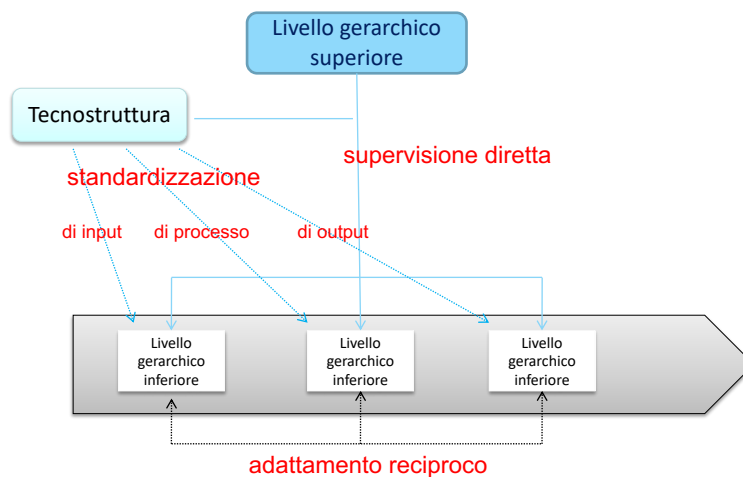 Livello gerarchico
superiore
Tecnostruttura
supervisione diretta
standardizzazione
di input
di processo
di output
Livello
gerarchico
inferiore
Livello
gerarchico
inferiore
Livello
gerarchico
inferiore
adattamento reciproco